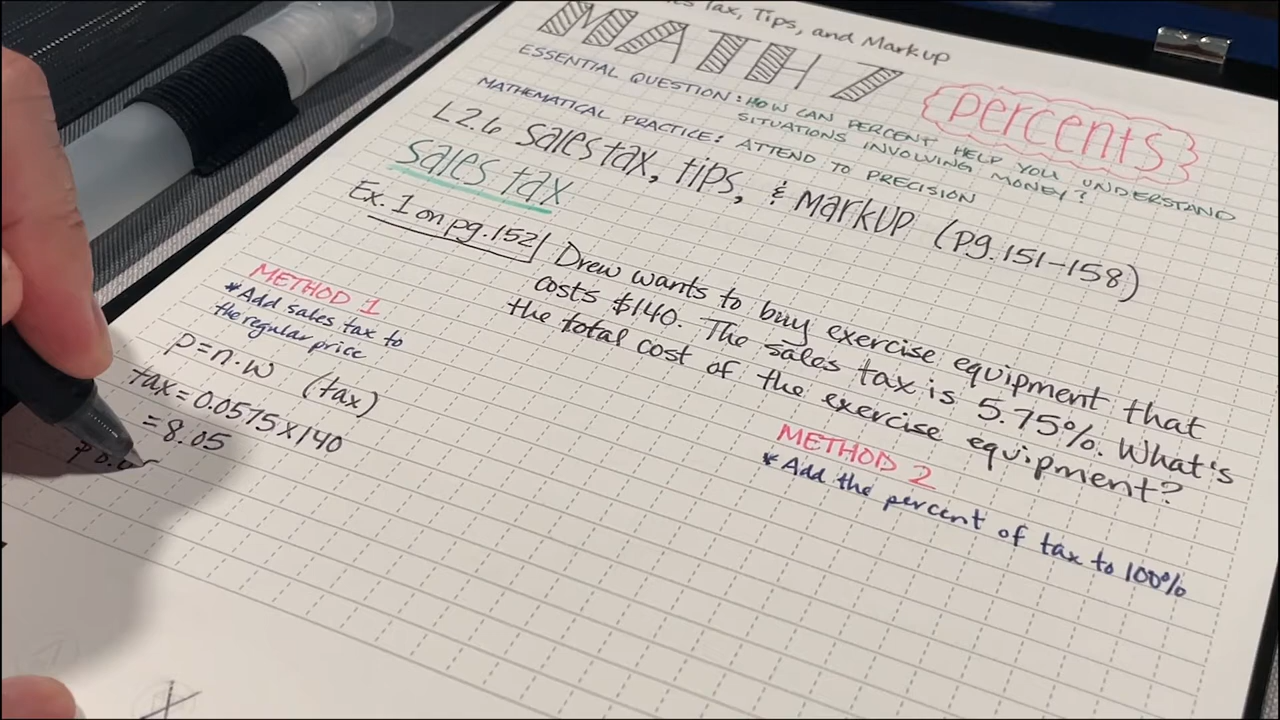 Tax, Tips, and Markup
MATH 7
percents
ESSENTIAL QUESTION: HOW CAN PERCENT HELP YOU UNDERSTAND
SITUATIONS INVOLVING MONEY?
MATHEMATICAL PRACTICE: ATTEND TO PRECISION
L2.6 sales tax, tips, & MARKUP (pg. 151-158)
sales tax
Ex. 1 on pg. 152
Drew wants to buy exercise equipment that
costs $140. The sales tax is 5.75%. What's
the total cost of the exercise equipment?
METHOD 1
*Add sales tax to
the regular price
p=n·w (tax)
tax=0.0575×140
=8.05
METHOD 2
*Add the percent of tax to 100%